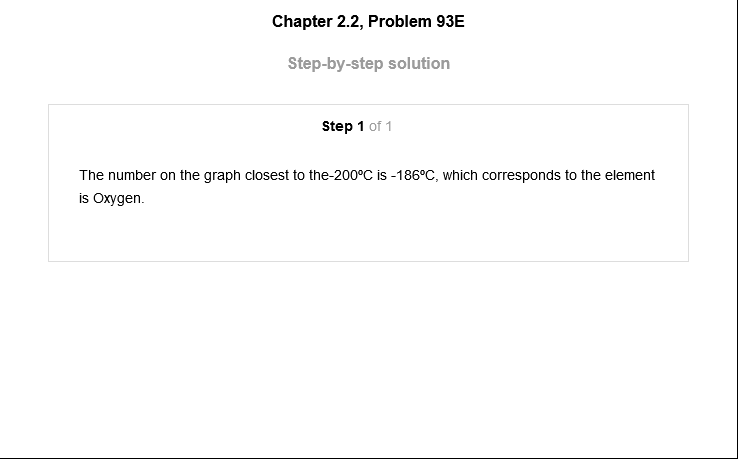 Chapter 2.2, Problem 93E
Step-by-step solution
Step 1 of 1
The number on the graph closest to the-200ºC is -186ºC, which corresponds to the element
is Oxygen.